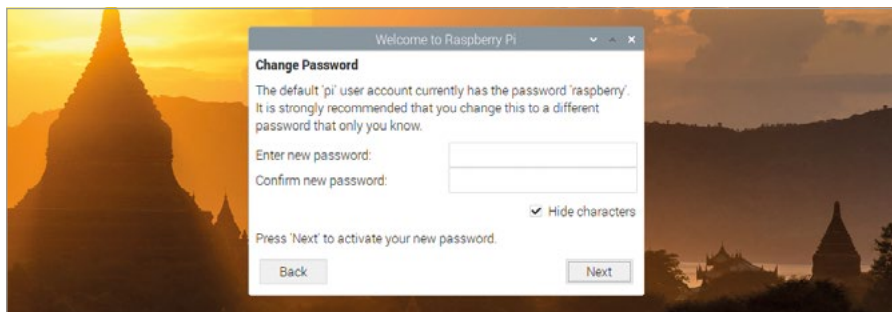 Welcome to Raspberry Pi
Change Password
The default 'pi' user account currently has the password 'raspberry'.
It is strongly recommended that you change this to a different
password that only you know.
Enter new password:
Confirm new password:
Hide characters
Press 'Next' to activate your new password.
Back
Next